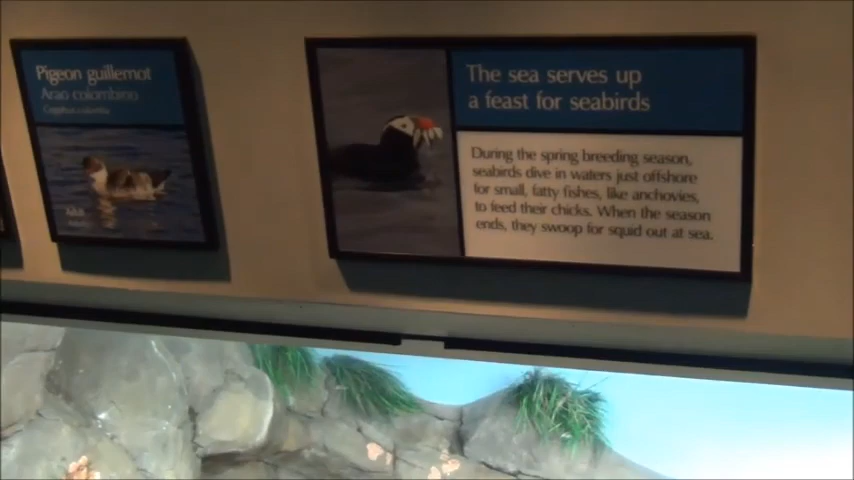 Pigeon guillemot
Arao colombino
The sea serves up
a feast for seabirds
During the spring breeding season,
seabirds dive in waters just offshore
for small, fatty fishes, like anchovies,
to feed their chicks. When the season
ends, they swoop for squid out at sea.
Adult